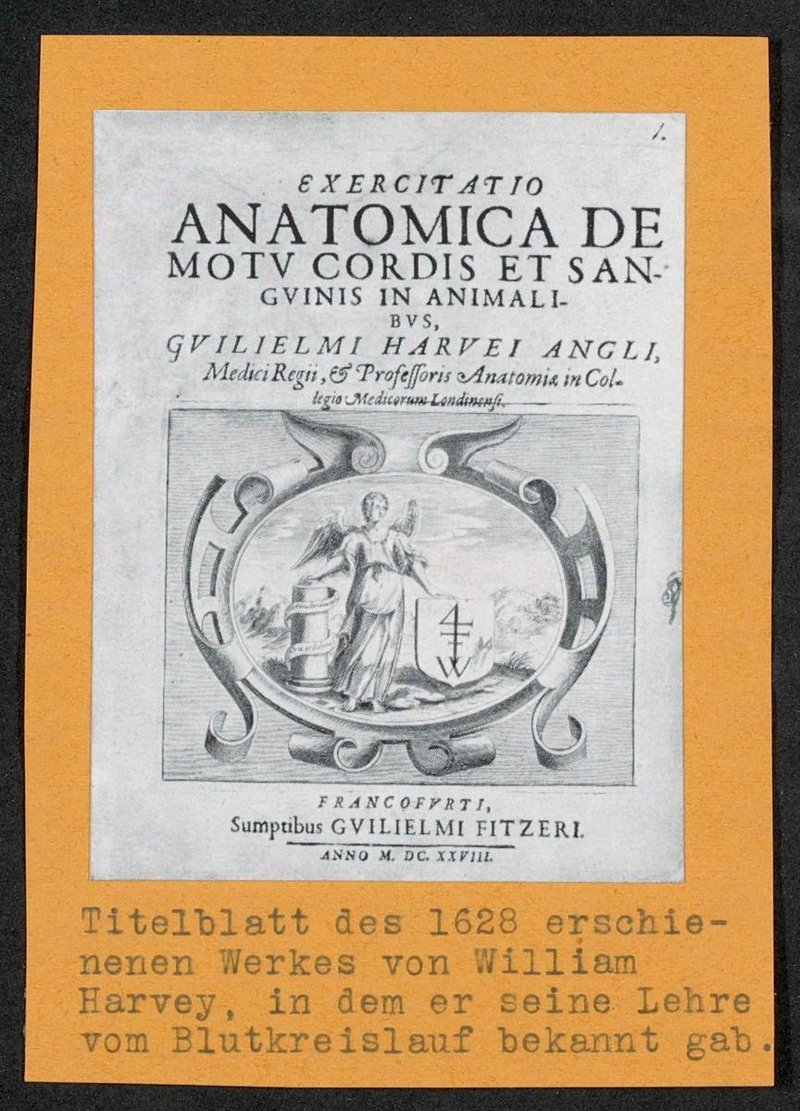 1.
EXERCITATIO
ANATOMICA DE
MOTV CORDIS ET SAN-
GVINIS IN ANIMALI-
BVS,
GVILIELMI HARVEI ANGLI,
Medici Regii, & Professoris Anatomiæ in Col-
legio Medicorum Londinensi.
4
W
FRANCOFVRTI,
Sumptibus GVILIELMI FITZERI.
ANNO M. DC. XXVIII.
Titelblatt des 1628 erschie-
nenen Werkes von William
Harvey, in dem er seine Lehre
vom Blutkreislauf bekannt gab.